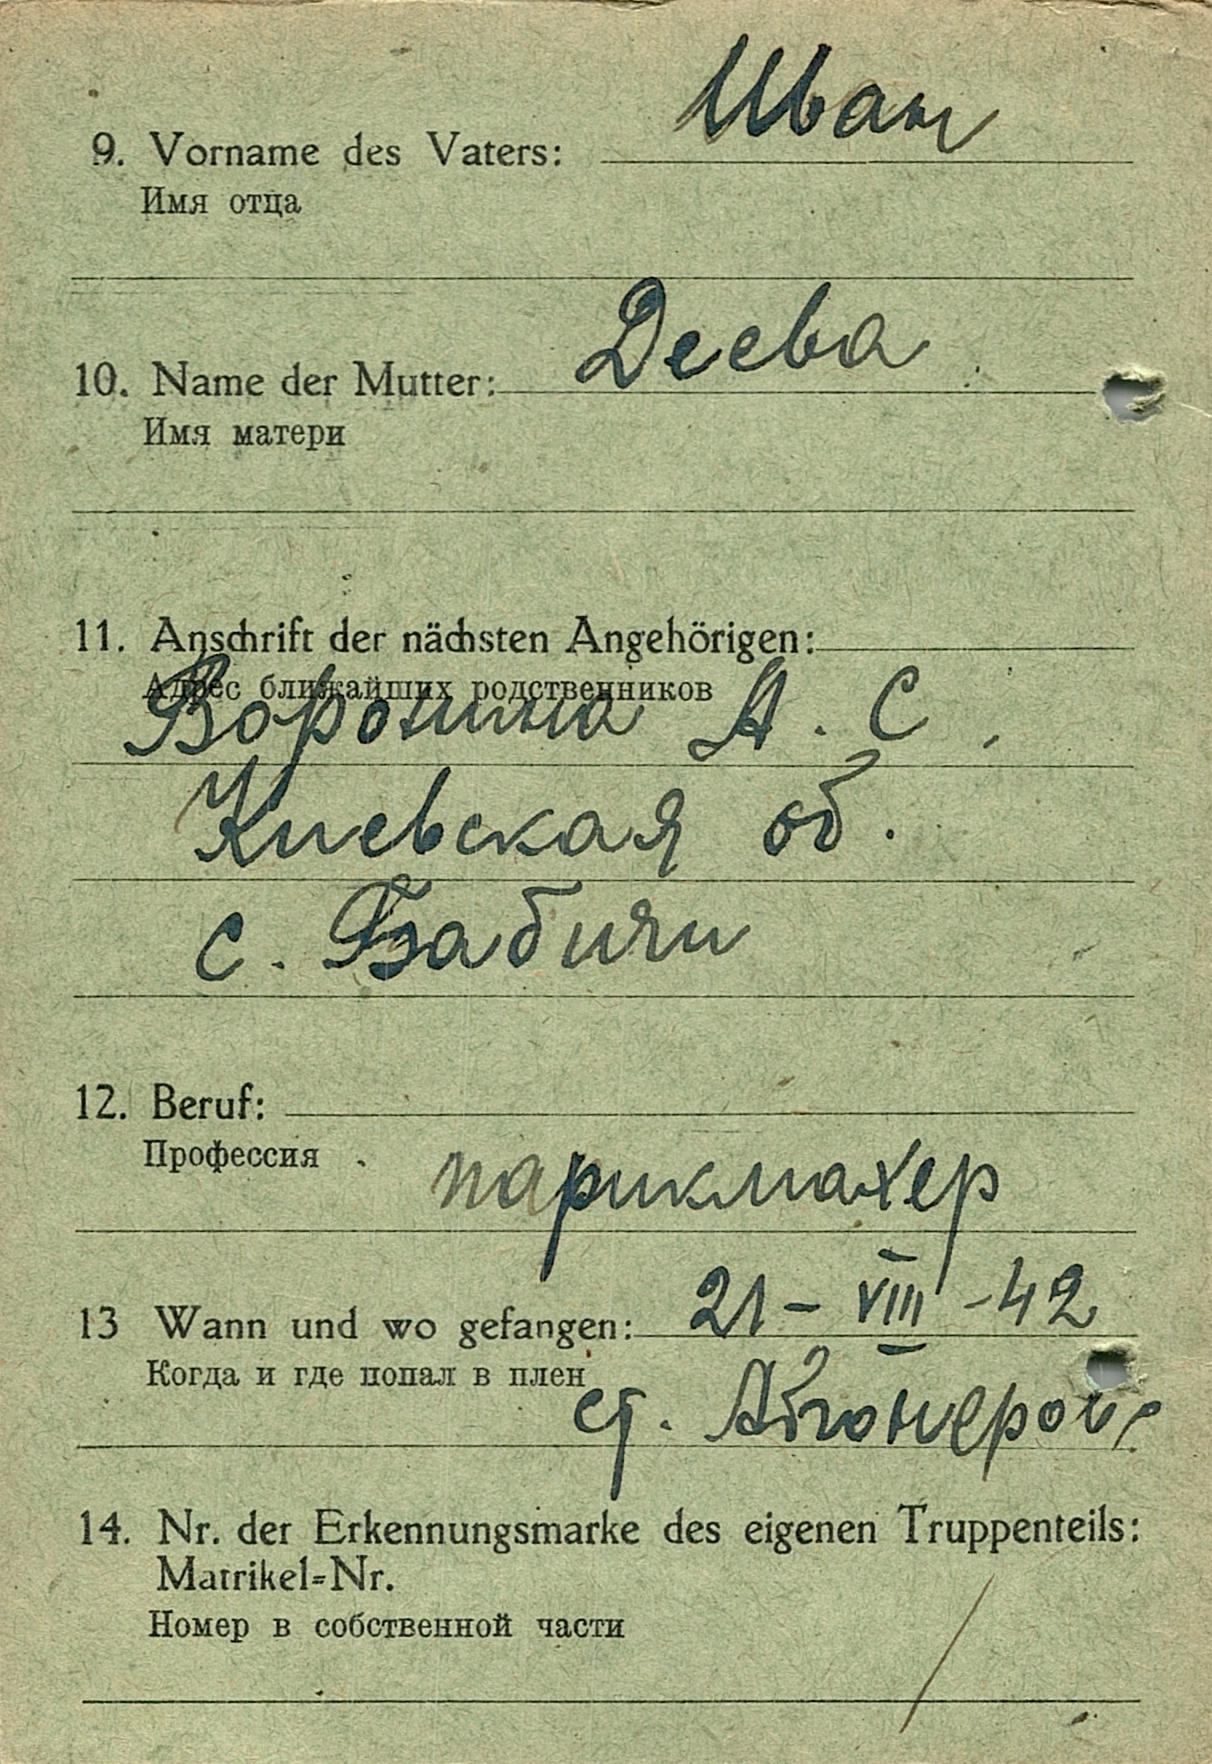 Иван
9. Vorname des Vaters:
Имя отца
Деева
10. Name der Mutter:
Имя матери
11. Anschrift der nächsten Angehörigen:
Адрес ближайших родственников
Воронина А. С.
Киевская об.
с. Бабичи
12. Beruf:
Профессия
парикмахер
13 Wann und wo gefangen: 21 - VIII - 42
Когда и где попал в плен
ст. Абганерово
14. Nr. der Erkennungsmarke des eigenen Truppenteils:
Matrikel=Nr.
Номер в собственной части